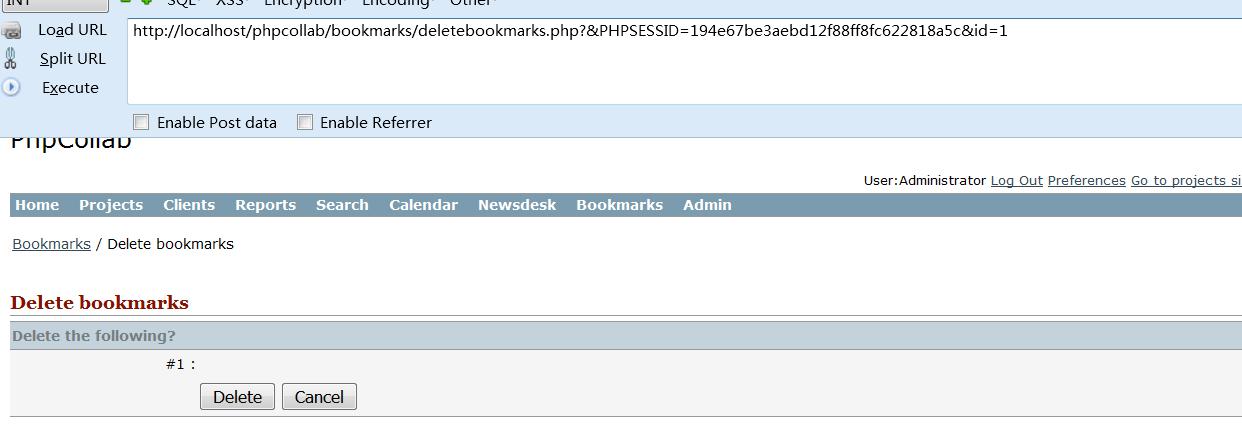 INT SQL XSS Encryption Encoding Other
Load URL
http://localhost/phpcollab/bookmarks/deletebookmarks.php?&PHPSESSID=194e67be3aebd12f88ff8fc622818a5c&id=1
Split URL
Execute
Enable Post data Enable Referrer
PhpCollab
User:Administrator Log Out Preferences Go to projects si
Home Projects Clients Reports Search Calendar Newsdesk Bookmarks Admin
Bookmarks / Delete bookmarks
Delete bookmarks
Delete the following?
#1 :
Delete Cancel